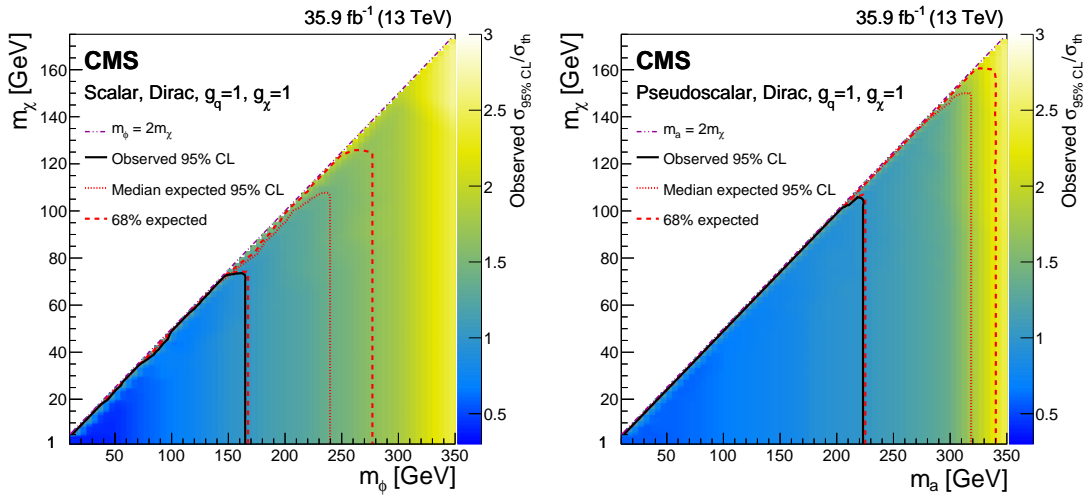 35.9 fb⁻¹ (13 TeV)
CMS
Scalar, Dirac, g_q=1, g_χ=1
m_φ = 2m_χ
Observed 95% CL
Median expected 95% CL
68% expected
m_χ [GeV]
160
140
120
100
80
60
40
20
1
50 100 150 200 250 300 350
m_φ [GeV]
3
2.5
2
1.5
1
0.5
Observed σ_95% CL/σ_th
35.9 fb⁻¹ (13 TeV)
CMS
Pseudoscalar, Dirac, g_q=1, g_χ=1
m_a = 2m_χ
Observed 95% CL
Median expected 95% CL
68% expected
m_χ [GeV]
160
140
120
100
80
60
40
20
1
50 100 150 200 250 300 350
m_a [GeV]
3
2.5
2
1.5
1
0.5
Observed σ_95% CL/σ_th